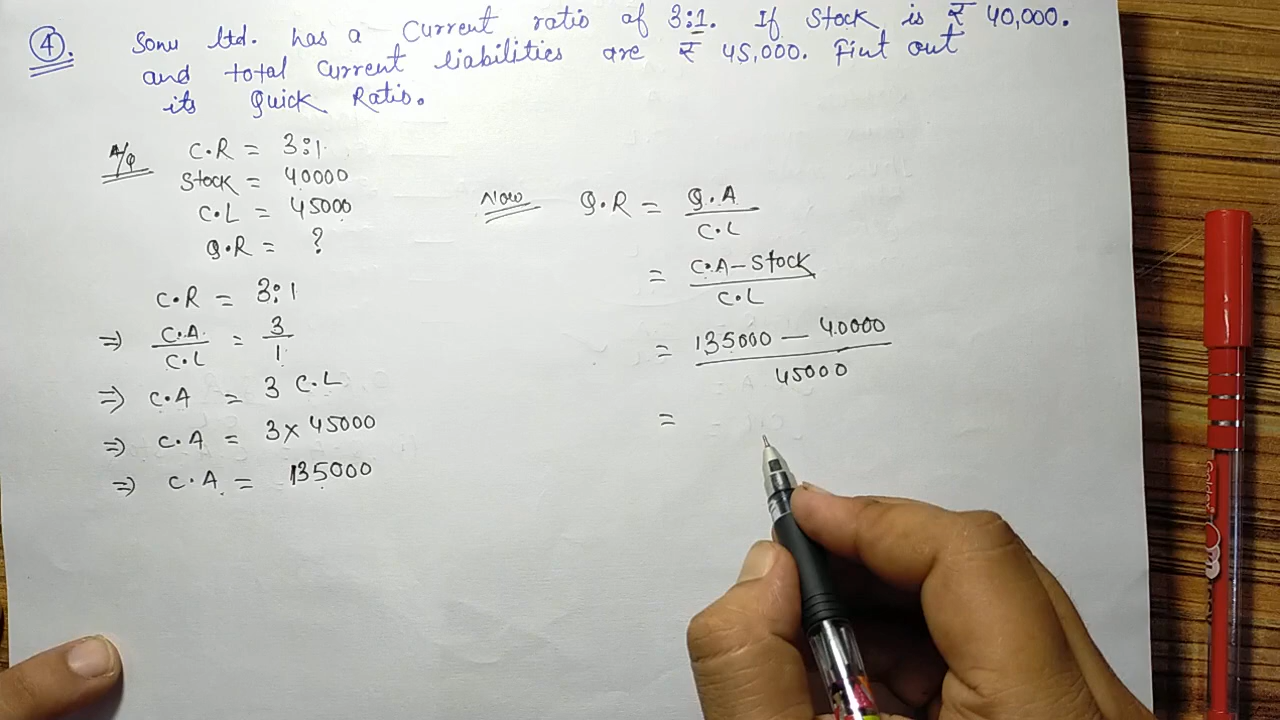 4. Sonu Ltd. has a Current ratio of 3:1. If Stock is ₹ 40,000.
and total current liabilities are ₹ 45,000. Fint out
its Quick Ratio.
A/Q C.R = 3:1
Stock = 40000
C.L = 45000
Q.R = ?
C.R = 3:1
⇒ C.A. / C.L = 3 / 1
⇒ C.A = 3 C.L
⇒ C.A = 3 x 45000
⇒ C.A. = 135000
Now Q.R = Q.A / C.L
= C.A - Stock / C.L
= 135000 - 40000 / 45000
=